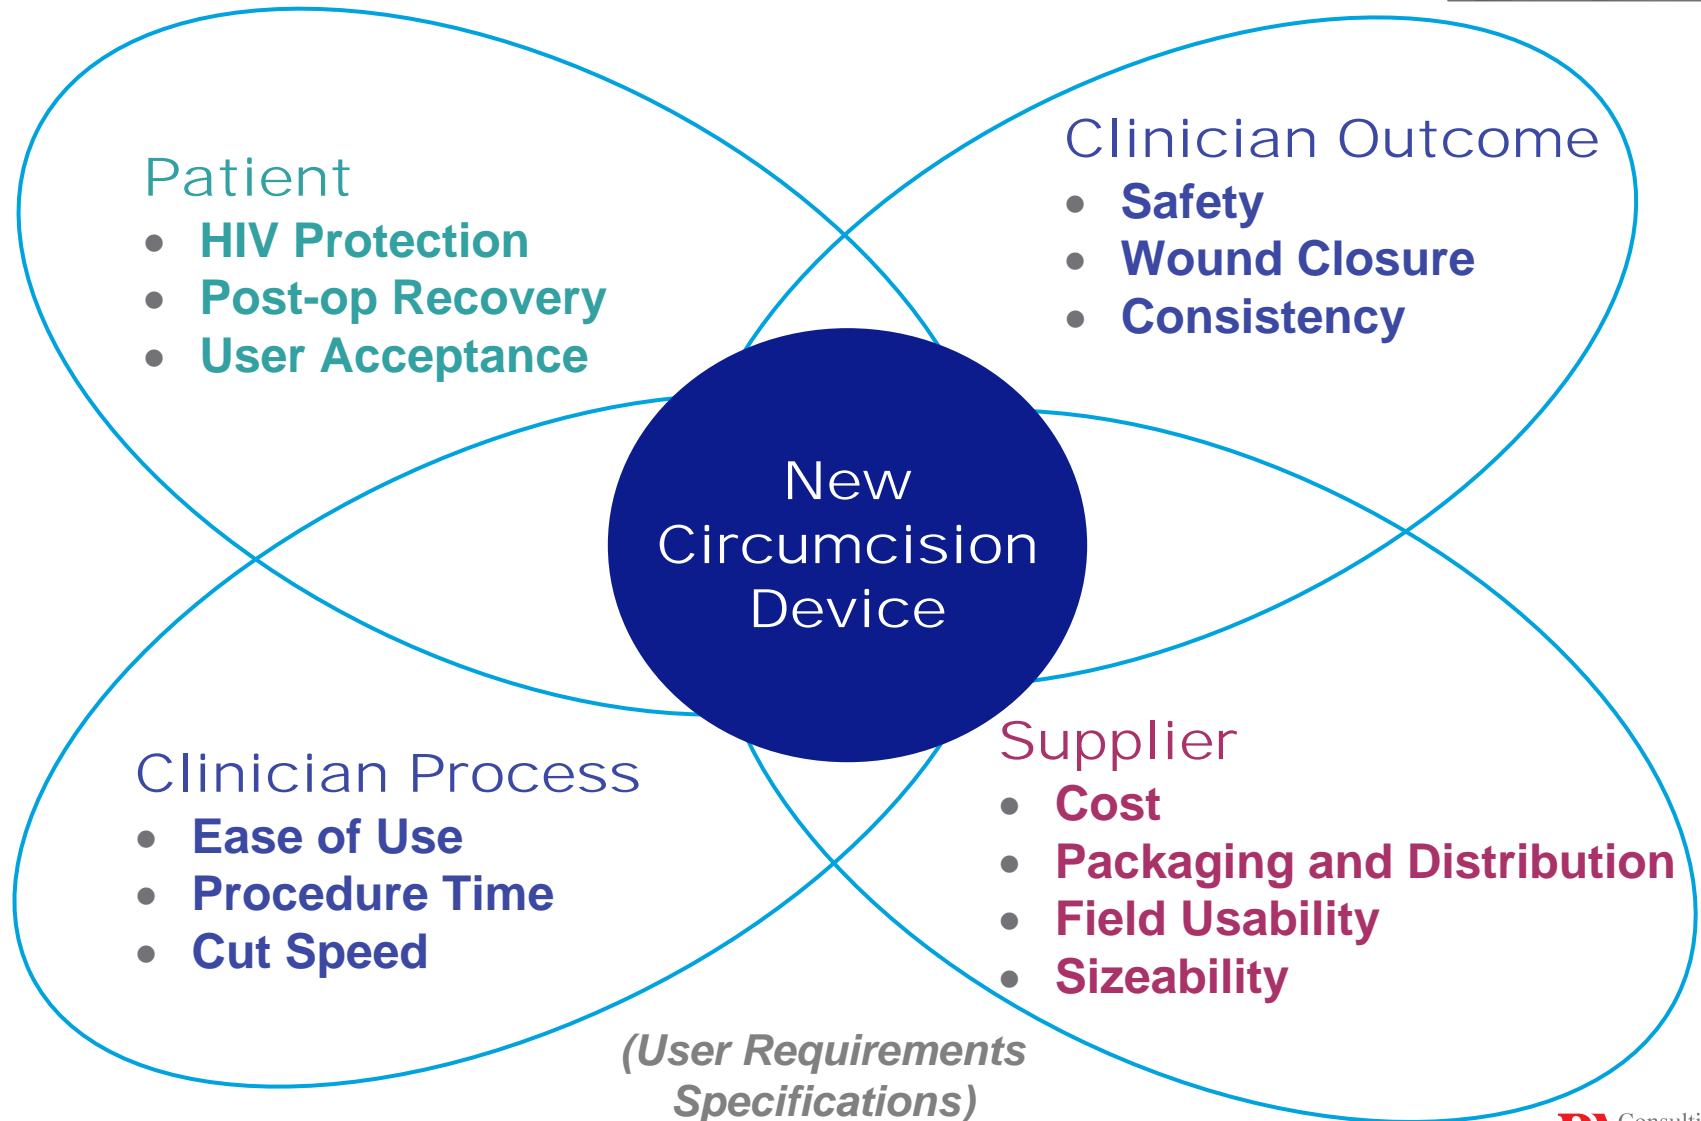 Patient
• HIV Protection
• Post-op Recovery
• User Acceptance
Clinician Outcome
• Safety
• Wound Closure
• Consistency
New
Circumcision
Device
Clinician Process
• Ease of Use
• Procedure Time
• Cut Speed
Supplier
• Cost
• Packaging and Distribution
• Field Usability
• Sizeability
(User Requirements
Specifications)